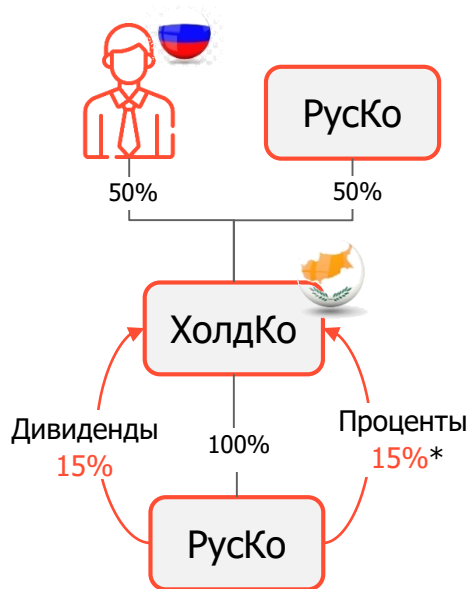 РусКо
50%
50%
ХолдКо
Дивиденды
15%
100%
Проценты
15%*
РусКо